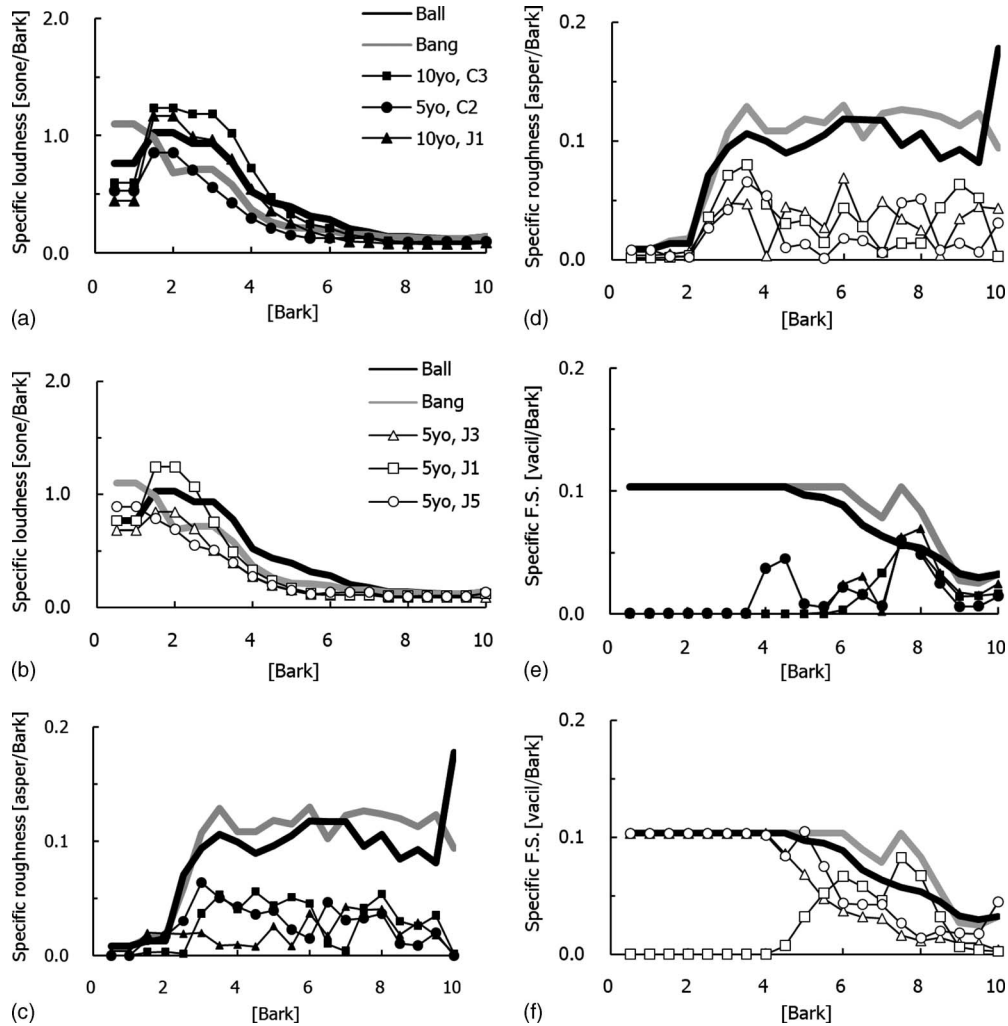 (a)
Specific loudness [sone/Bark]
2.0
1.0
0.0
0 2 4 6 8 10
[Bark]
Ball
Bang
10yo, C3
5yo, C2
10yo, J1
(b)
Specific loudness [sone/Bark]
2.0
1.0
0.0
0 2 4 6 8 10
[Bark]
Ball
Bang
5yo, J3
5yo, J1
5yo, J5
(c)
Specific roughness [asper/Bark]
0.2
0.1
0.0
0 2 4 6 8 10
[Bark]
(d)
Specific roughness [asper/Bark]
0.2
0.1
0.0
0 2 4 6 8 10
[Bark]
(e)
Specific F.S. [vacil/Bark]
0.2
0.1
0.0
0 2 4 6 8 10
[Bark]
(f)
Specific F.S. [vacil/Bark]
0.2
0.1
0.0
0 2 4 6 8 10
[Bark]